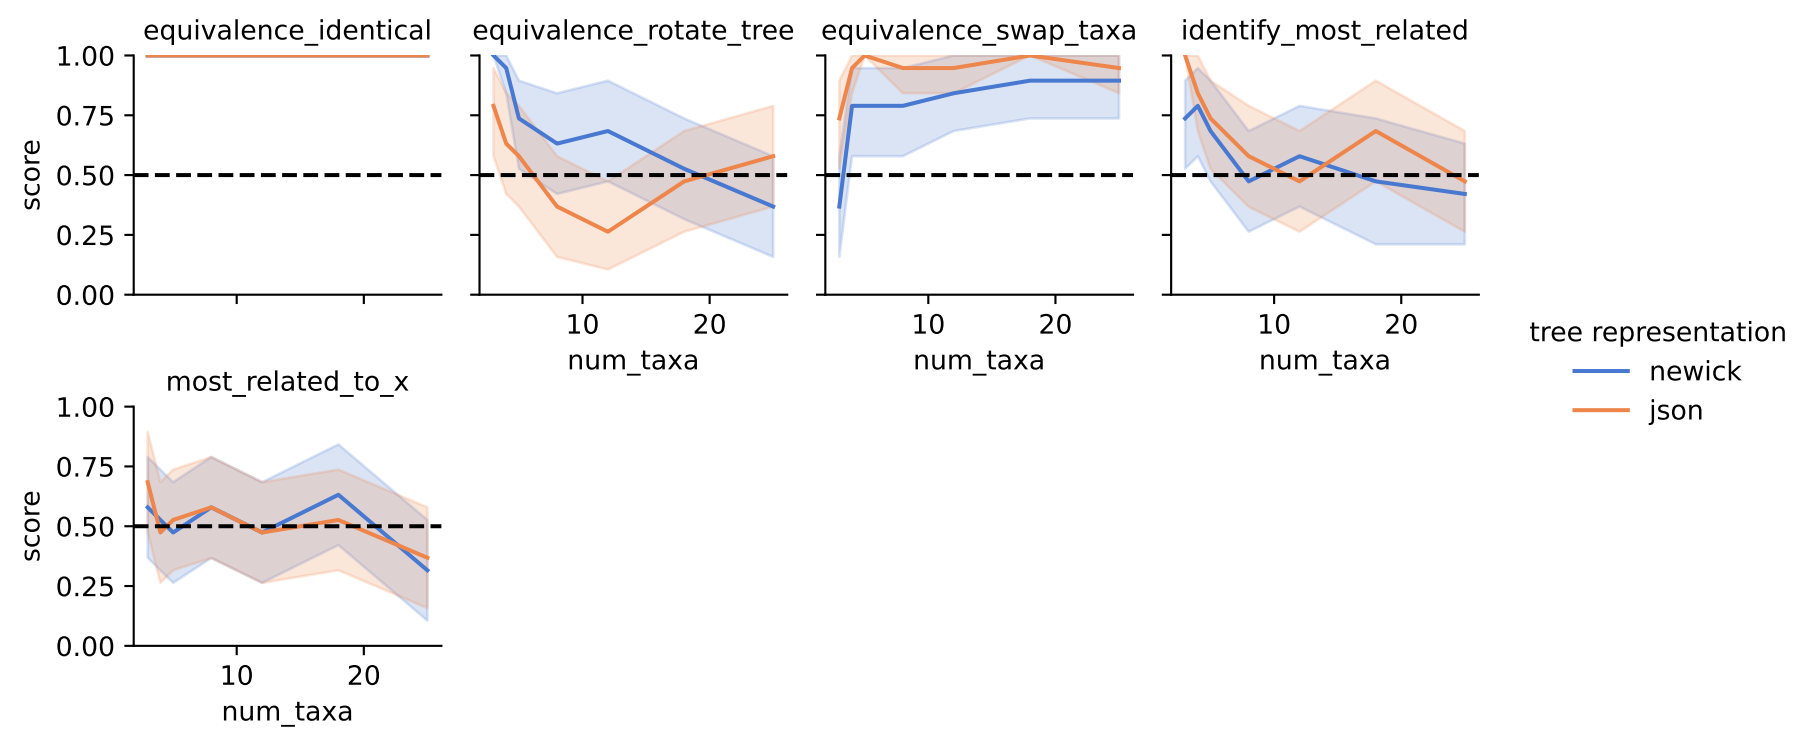 equivalence_identical
equivalence_rotate_tree
equivalence_swap_taxa
identify_most_related
score
1.00
0.75
0.50
0.25
0.00
10
20
num_taxa
10
20
num_taxa
10
20
num_taxa
tree representation
newick
json
most_related_to_x
score
1.00
0.75
0.50
0.25
0.00
10
20
num_taxa